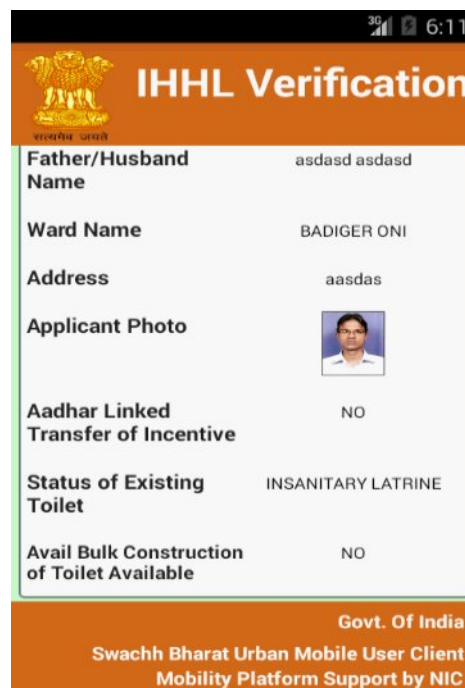 3G 6:11
IHHL Verification
सत्यमेव जयते
Father/Husband
Name
asdasd asdasd
Ward Name
BADIGER ONI
Address
aasdas
Applicant Photo
Aadhar Linked
Transfer of Incentive
NO
Status of Existing
Toilet
INSANITARY LATRINE
Avail Bulk Construction
of Toilet Available
NO
Govt. Of India
Swachh Bharat Urban Mobile User Client
Mobility Platform Support by NIC